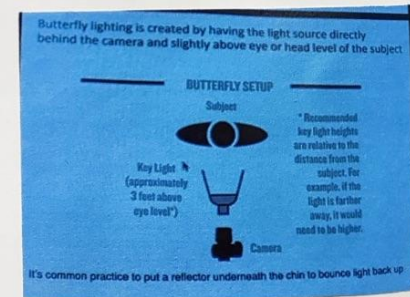 Butterfly lighting is created by having the light source directly
behind the camera and slightly above eye or head level of the subject
BUTTERFLY SETUP
Subject
Key Light
(approximately
3 feet above
eye level*)
* Recommended
key light heights
are relative to the
distance from the
subject. For
example, if the
light is farther
away, it would
need to be higher.
Camera
It's common practice to put a reflector underneath the chin to bounce light back up